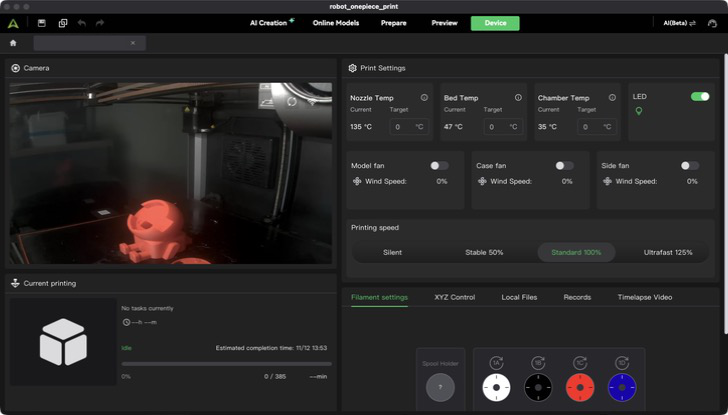 robot_onepiece_print
AI Creation
Online Models
Prepare
Preview
Device
AI(Beta)
Camera
Print Settings
Nozzle Temp
Current
Target
135 °C
0 °C
Bed Temp
Current
Target
47 °C
0 °C
Chamber Temp
Current
Target
35 °C
0 °C
LED
Model fan
Wind Speed: 0%
Case fan
Wind Speed: 0%
Side fan
Wind Speed: 0%
Printing speed
Silent
Stable 50%
Standard 100%
Ultrafast 125%
Current printing
No tasks currently
--h --m
Idle
Estimated completion time: 11/12 13:53
0%
0 / 385
--min
Filament settings
XYZ Control
Local Files
Records
Timelapse Video
Spool Holder
?
1A
1B
1C
1D